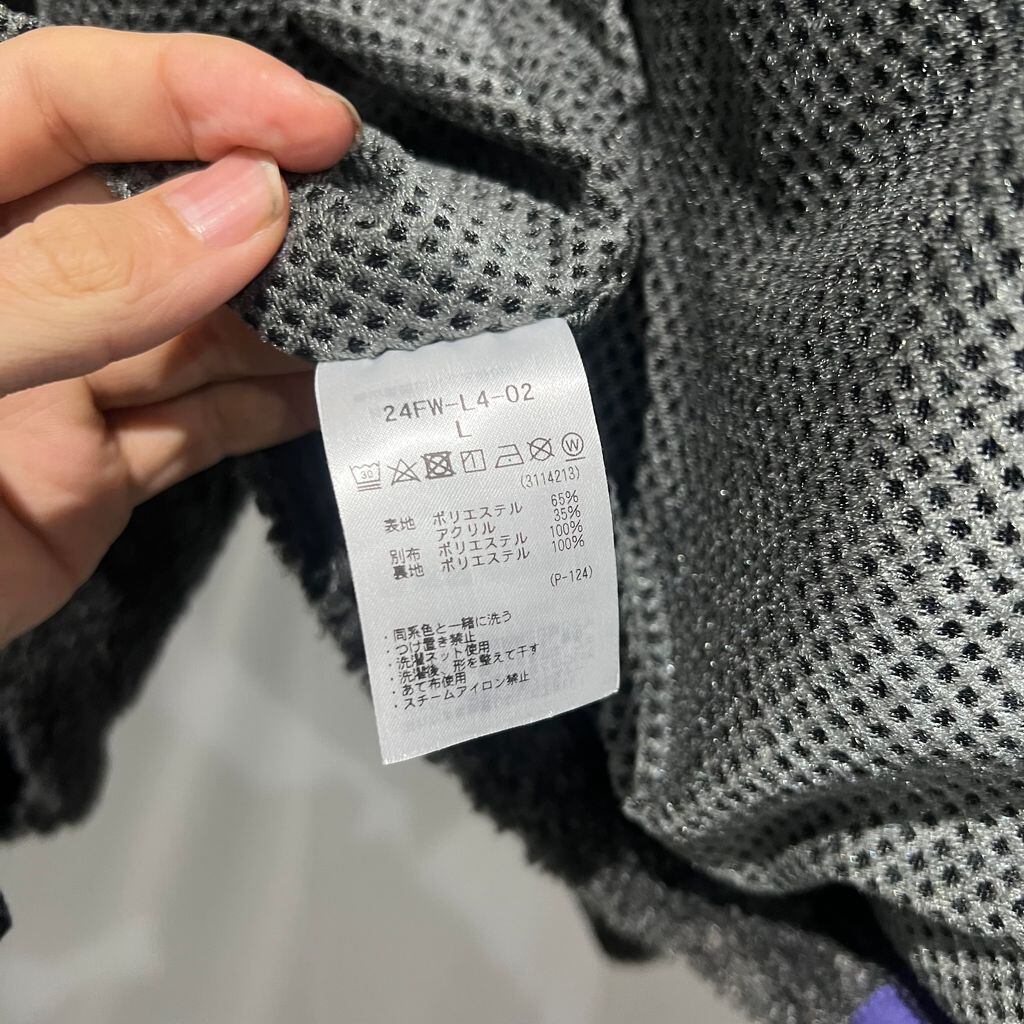 24FW-L4-02
L
30 W
(3114213)
表地 ポリエステル 65%
アクリル 35%
別布 ポリエステル 100%
裏地 ポリエステル 100%
(P-124)
・同系色と一緒に洗う
・つけ置き禁止
・洗濯ネット使用
・洗濯後、形を整えて干す
・あて布使用
・スチームアイロン禁止